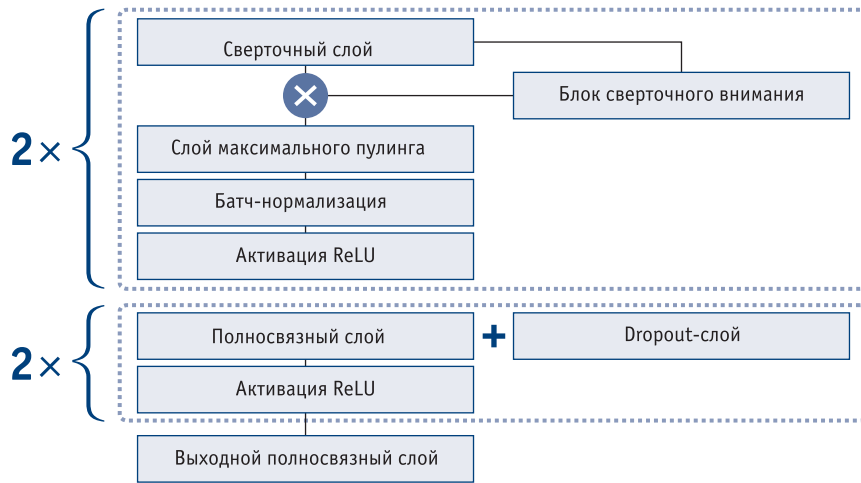 Сверточный слой
Блок сверточного внимания
2×
Слой максимального пулинга
Батч-нормализация
Активация ReLU
Полносвязный слой
+
Dropout-слой
2×
Активация ReLU
Выходной полносвязный слой